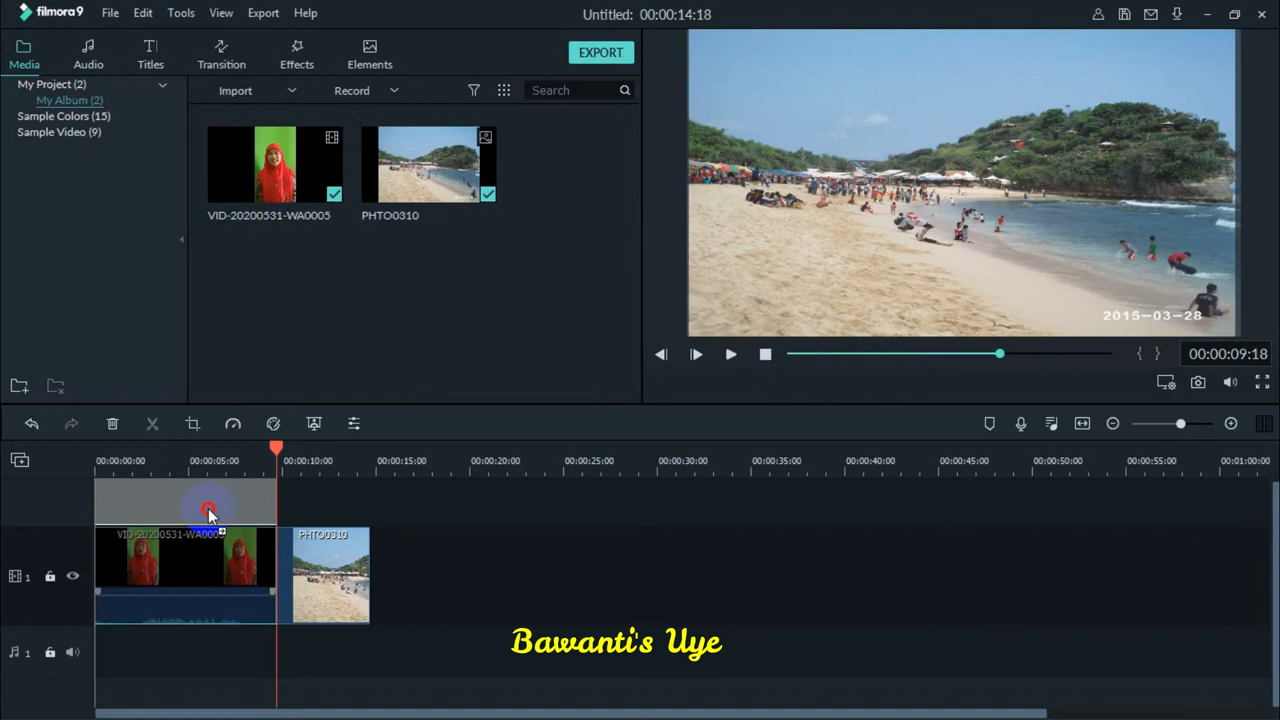 filmora 9 File Edit Tools View Export Help Untitled: 00:00:14:18
Media Audio Titles Transition Effects Elements EXPORT
My Project (2)
My Album (2)
Sample Colors (15)
Sample Video (9)
Import Record Search
VID-20200531-WA0005 PHTO0310
2015-03-28
{ } 00:00:09:18
00:00:00:00 00:00:05:00 00:00:10:00 00:00:15:00 00:00:20:00 00:00:25:00 00:00:30:00 00:00:35:00 00:00:40:00 00:00:45:00 00:00:50:00 00:00:55:00 00:01:00:00
VID-20200531-WA0005 PHTO0310
1
1
Bawanti's Uye